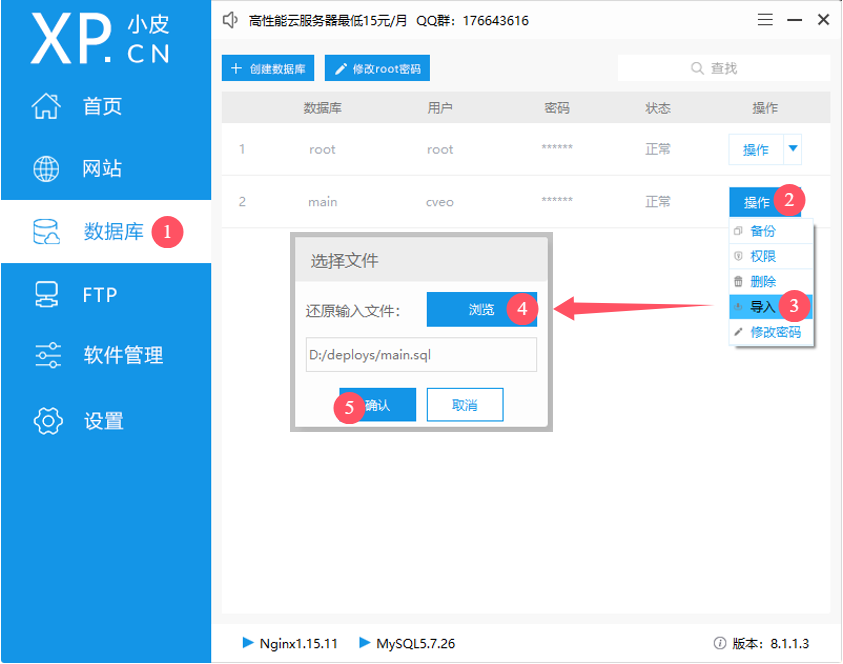 XP.CN 小皮
高性能云服务器最低15元/月 QQ群：176643616
首页
网站
数据库 1
FTP
软件管理
设置
创建数据库 修改root密码 查找
数据库 用户 密码 状态 操作
1 root root ****** 正常 操作
2 main cveo ****** 正常 操作 2
备份
权限
删除
导入 3
修改密码
选择文件
还原输入文件： 浏览 4
D:/deploys/main.sql
5 确认 取消
Nginx1.15.11 MySQL5.7.26 版本：8.1.1.3